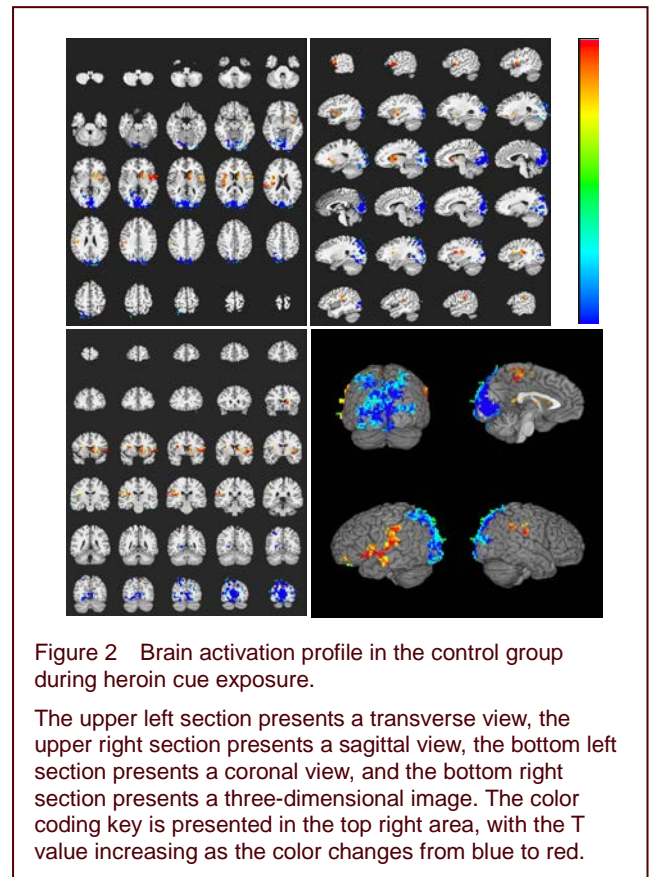 Figure 2 Brain activation profile in the control group
during heroin cue exposure.
The upper left section presents a transverse view, the
upper right section presents a sagittal view, the bottom left
section presents a coronal view, and the bottom right
section presents a three-dimensional image. The color
coding key is presented in the top right area, with the T
value increasing as the color changes from blue to red.